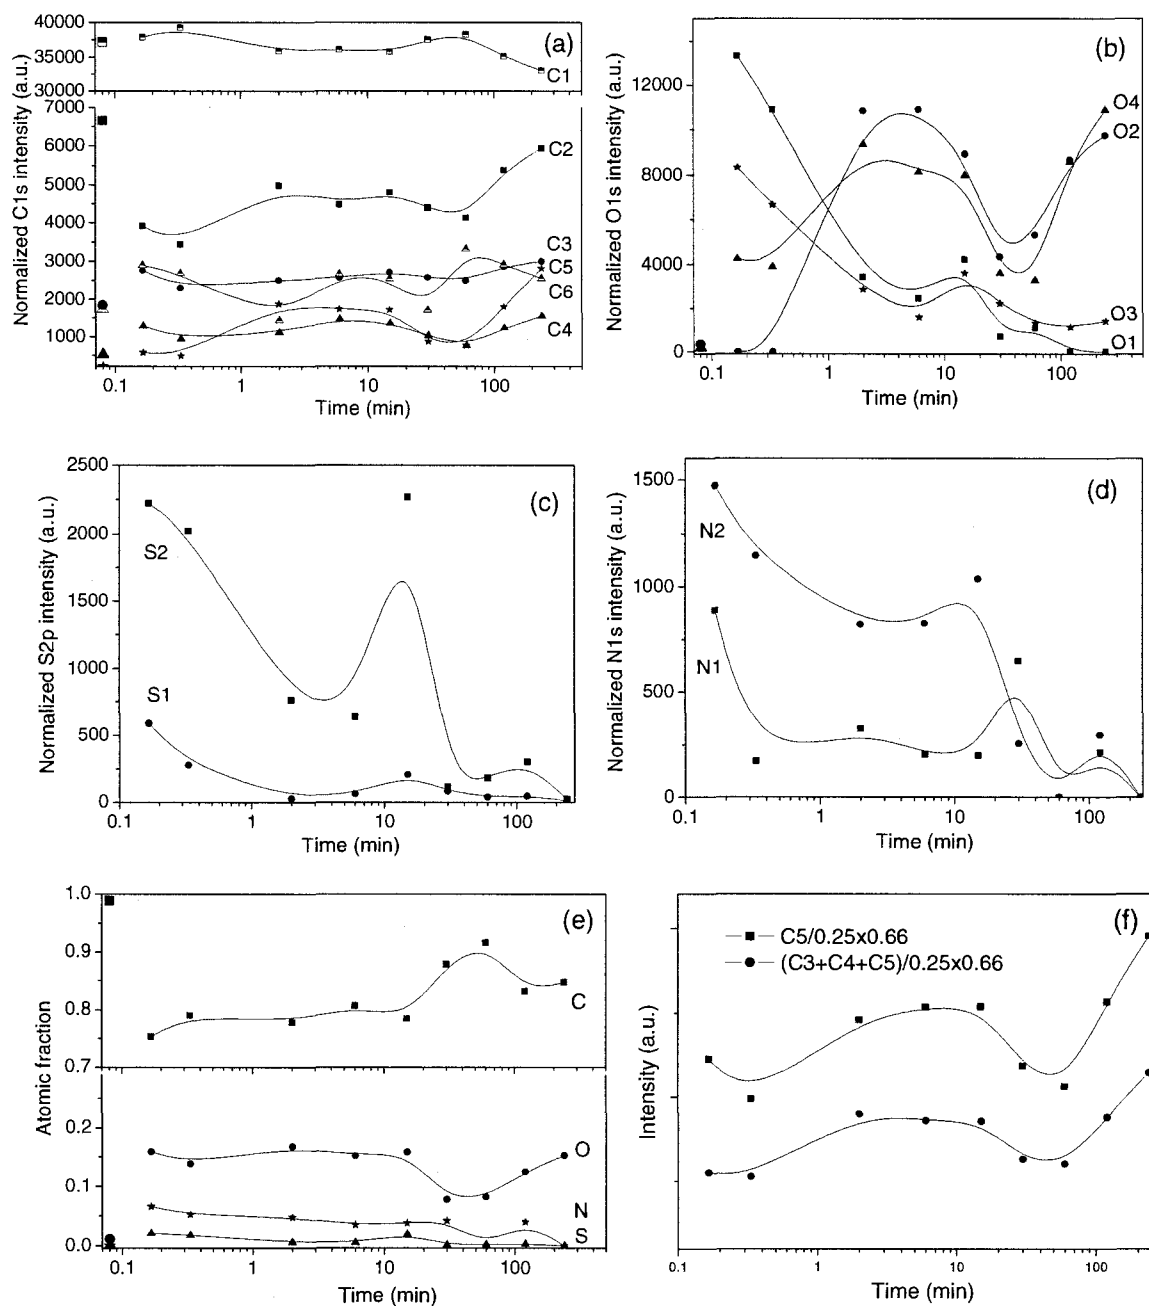 (a)
Normalized C1s intensity (a.u.)
40000
35000
30000
7000
6000
5000
4000
3000
2000
1000
C1
C2
C3
C5
C6
C4
0.1
1
10
100
Time (min)
(b)
Normalized O1s intensity (a.u.)
12000
8000
4000
0
O4
O2
O3
O1
0.1
1
10
100
Time (min)
(c)
Normalized S2p intensity (a.u.)
2500
2000
1500
1000
500
0
S2
S1
0.1
1
10
100
Time (min)
(d)
Normalized N1s intensity (a.u.)
1500
1000
500
0
N2
N1
0.1
1
10
100
Time (min)
(e)
Atomic fraction
1.0
0.9
0.8
0.7
0.2
0.1
0.0
C
O
N
S
0.1
1
10
100
Time (min)
(f)
Intensity (a.u.)
C5/0.25x0.66
(C3+C4+C5)/0.25x0.66
0.1
1
10
100
Time (min)